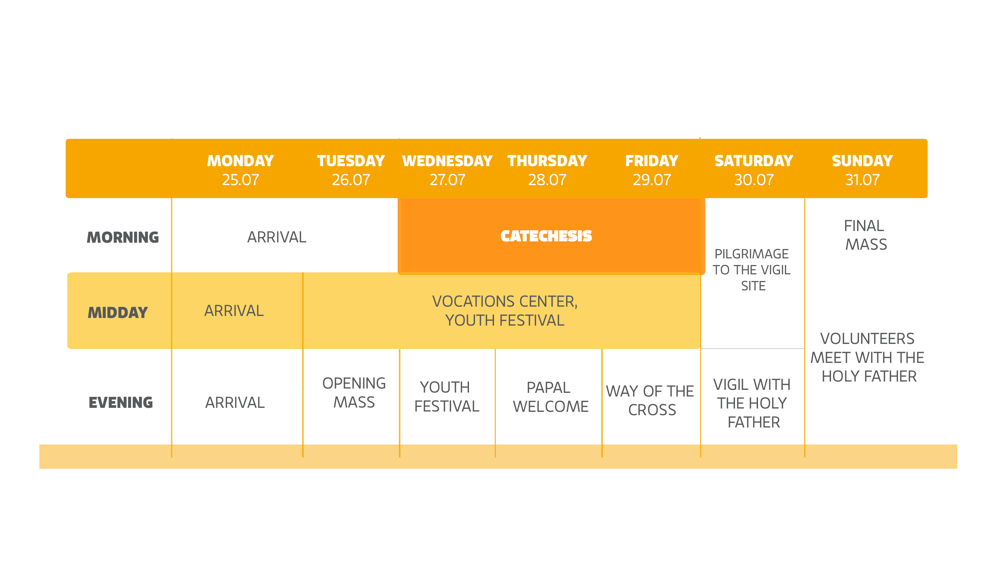 MONDAY
25.07
TUESDAY
26.07
WEDNESDAY
27.07
THURSDAY
28.07
FRIDAY
29.07
SATURDAY
30.07
SUNDAY
31.07
MORNING
ARRIVAL
CATECHESIS
PILGRIMAGE
TO THE VIGIL
SITE
FINAL
MASS
MIDDAY
ARRIVAL
VOCATIONS CENTER,
YOUTH FESTIVAL
VOLUNTEERS
MEET WITH THE
HOLY FATHER
EVENING
ARRIVAL
OPENING
MASS
YOUTH
FESTIVAL
PAPAL
WELCOME
WAY OF THE
CROSS
VIGIL WITH
THE HOLY
FATHER